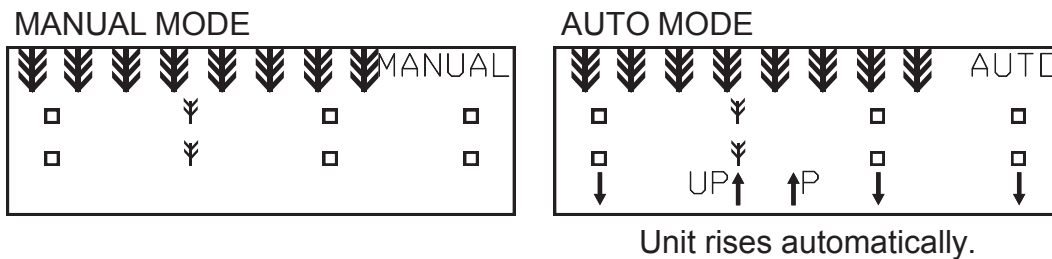 MANUAL MODE
AUTO MODE
MANUAL
AUTO
UP P
Unit rises automatically.